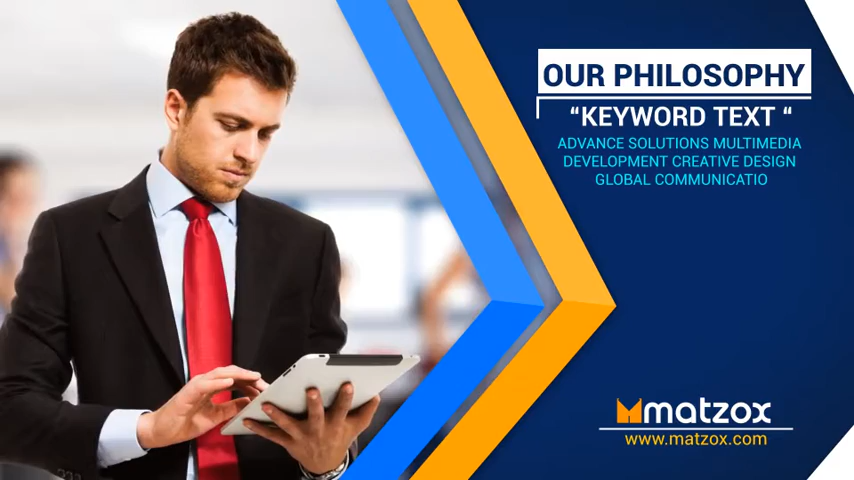 OUR PHILOSOPHY
“KEYWORD TEXT “
ADVANCE SOLUTIONS MULTIMEDIA
DEVELOPMENT CREATIVE DESIGN
GLOBAL COMMUNICATIO
matzox
www.matzox.com